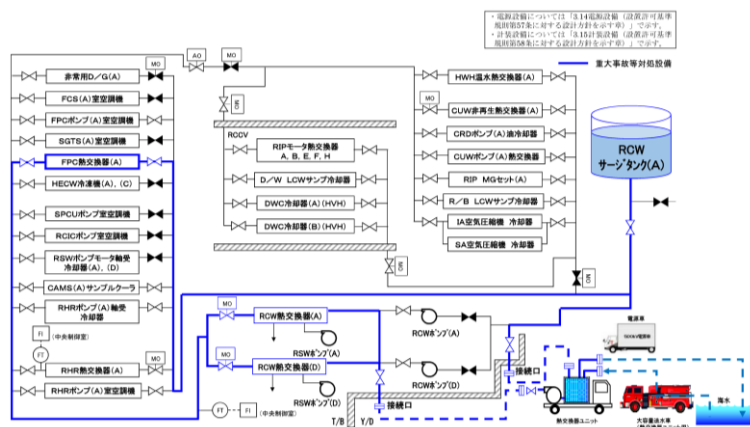 ・電源設備については「3.14電源設備（設置許可基準
規則第57条に対する設計方針を示す章）」で示す。
・計装設備については「3.15計装設備（設置許可基
準規則第58条に対する設計方針を示す章）」で示す。
重大事故等対処設備
AO
MO
MO
MO
非常用D／G(A)
FCS(A)室空調機
FPCポンプ室空調機
SGTS(A)室空調機
FPC熱交換器(A)
HECW冷凍機(A)，(C)
SPCUポンプ室空調機
RCICポンプ室空調機
RSWポンプモータ軸受
冷却器(A)，(D)
CAMS(A)サンプルクーラ
RHRポンプ(A)軸受
冷却器
FI
(中央制御室)
FT
RHR熱交換器(A)
MO
RHRポンプ(A)室空調機
RCCV
RIPモータ熱交換器
A, B, E, F, H
D／W LCWサンプ冷却器
DWC冷却器(A)(HVH)
DWC冷却器(B)(HVH)
MO
HWH温水熱交換器(A)
MO
CUW非再生熱交換器(A)
CRDポンプ(A)油冷却器
CUWポンプ(A)熱交換器
RIP MGセット(A)
R／B LCWサンプ冷却器
IA空気圧縮機 冷却器
SA空気圧縮機 冷却器
MO
RCW
サージタンク(A)
MO
RCW熱交換器(A)
RSWポンプ(A)
RCWポンプ(A)
MO
RCW熱交換器(D)
RSWポンプ(D)
RCWポンプ(D)
FT
FI
(中央制御室)
接続口
接続口
T/B
Y/D
電源車
熱交換器ユニット
大容量送水車
海水